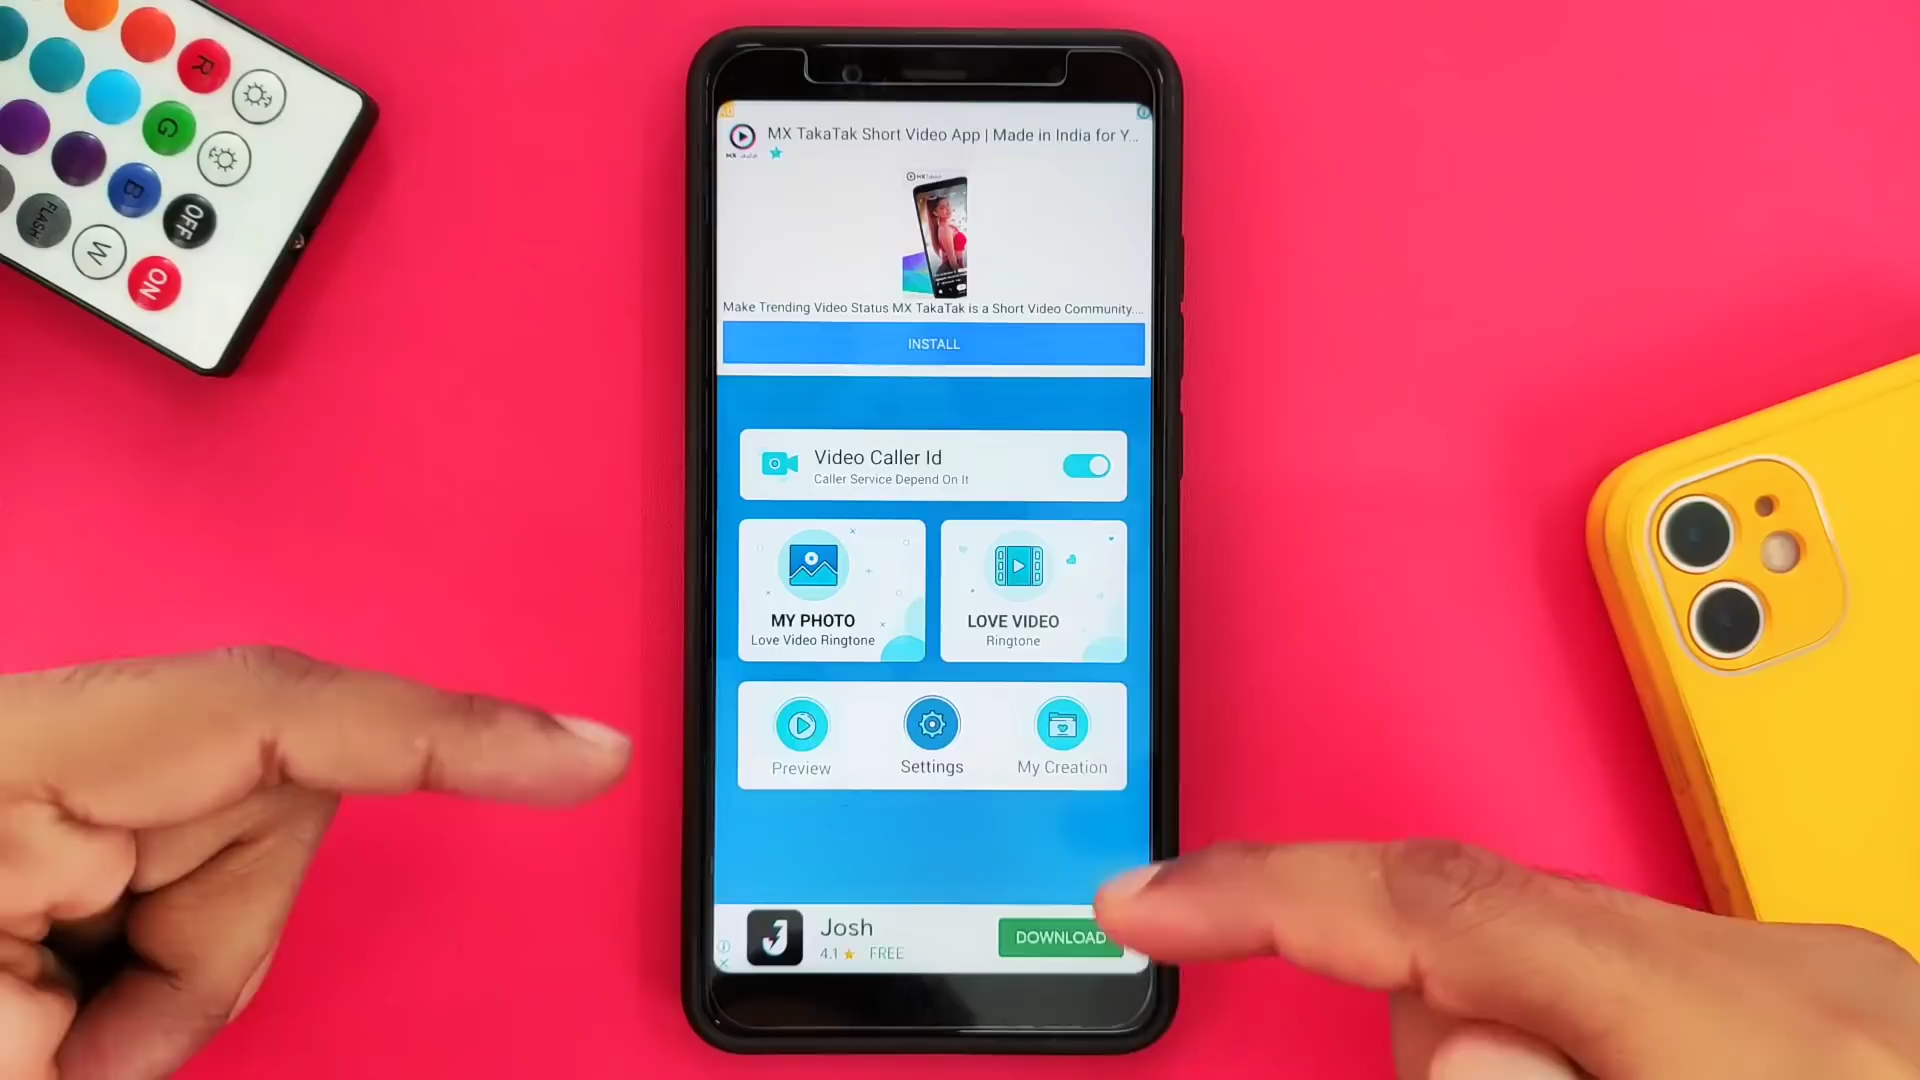 R
G
B
OFF
FLASH
W
ON
MX TakaTak Short Video App | Made in India for Y...
Make Trending Video Status MX TakaTak is a Short Video Community....
INSTALL
Video Caller Id
Caller Service Depend On It
MY PHOTO
Love Video Ringtone
LOVE VIDEO
Ringtone
Preview
Settings
My Creation
Josh
4.1 ★ FREE
DOWNLOAD